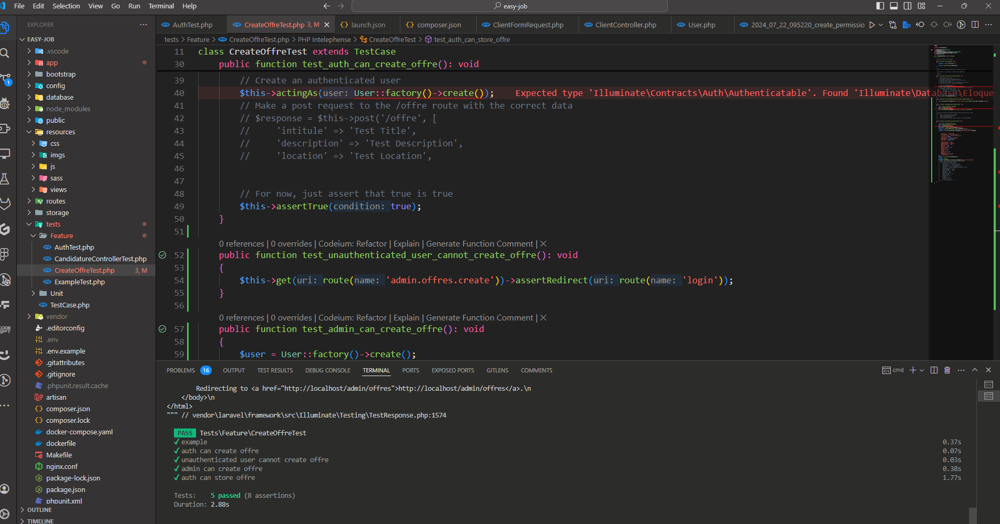 File Edit Selection View Go Run Terminal Help
easy-job
EXPLORER
EASY-JOB
.vscode
app
bootstrap
config
database
node_modules
public
resources
css
imgs
js
sass
views
routes
storage
tests
Feature
AuthTest.php
CandidatureControllerTest.php
CreateOffreTest.php 3, M
ExampleTest.php
Unit
TestCase.php
vendor
.editorconfig
.env
.env.example
.gitattributes
.gitignore
.phpunit.result.cache
artisan
composer.json
composer.lock
docker-compose.yaml
dockerfile
Makefile
nginx.conf
package-lock.json
package.json
phpunit.xml
OUTLINE
TIMELINE
AuthTest.php CreateOffreTest.php 3, M launch.json composer.json ClientFormRequest.php ClientController.php User.php 2024_07_22_095220_create_permissio
tests > Feature > CreateOffreTest.php > PHP Intelephense > CreateOffreTest > test_auth_can_store_offre
11 class CreateOffreTest extends TestCase
30 public function test_auth_can_create_offre(): void
39 // Create an authenticated user
40 $this->actingAs(user: User::factory()->create()); Expected type 'Illuminate\Contracts\Auth\Authenticatable'. Found 'Illuminate\Database\Eloque
41 // Make a post request to the /offre route with the correct data
42 // $response = $this->post('/offre', [
43 //     'intitule' => 'Test Title',
44 //     'description' => 'Test Description',
45 //     'location' => 'Test Location',
46
47
48 // For now, just assert that true is true
49 $this->assertTrue(condition: true);
50 }
51
0 references | 0 overrides | Codeium: Refactor | Explain | Generate Function Comment | ✕
52 public function test_unauthenticated_user_cannot_create_offre(): void
53 {
54 $this->get(uri: route(name: 'admin.offres.create'))->assertRedirect(uri: route(name: 'login'));
55 }
56
0 references | 0 overrides | Codeium: Refactor | Explain | Generate Function Comment | ✕
57 public function test_admin_can_create_offre(): void
58 {
59 $user = User::factory()->create();
PROBLEMS 16 OUTPUT TEST RESULTS DEBUG CONSOLE TERMINAL PORTS EXPOSED PORTS GITLENS COMMENTS
cmd
Redirecting to <a href="http://localhost/admin/offres">http://localhost/admin/offres</a>.\n
</body>\n
</html>
""" // vendor\laravel\framework\src\Illuminate\Testing\TestResponse.php:1574
PASS Tests\Feature\CreateOffreTest
✓ example 0.37s
✓ auth can create offre 0.07s
✓ unauthenticated user cannot create offre 0.03s
✓ admin can create offre 0.38s
✓ auth can store offre 1.77s
Tests: 5 passed (8 assertions)
Duration: 2.88s